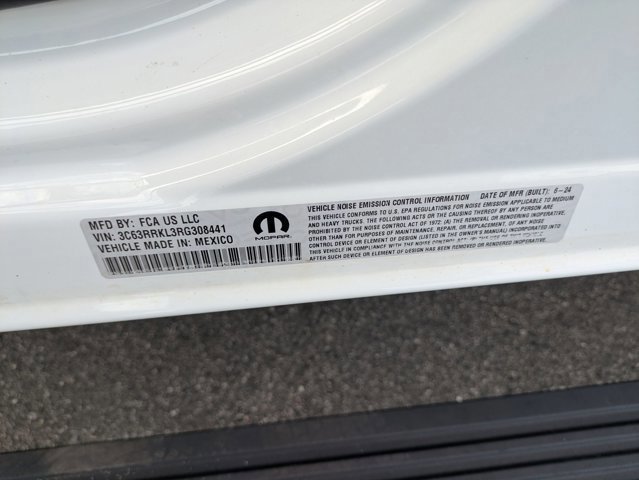 MFD BY: FCA US LLC
VIN: 3C63RRKL3RG308441
VEHICLE MADE IN: MEXICO
MOPAR
VEHICLE NOISE EMISSION CONTROL INFORMATION DATE OF MFR (BUILT): 6-24
THIS VEHICLE CONFORMS TO U.S. EPA REGULATIONS FOR NOISE EMISSION APPLICABLE TO MEDIUM
AND HEAVY TRUCKS. THE FOLLOWING ACTS OR THE CAUSING THEREOF BY ANY PERSON ARE
PROHIBITED BY THE NOISE CONTROL ACT OF 1972: (A) THE REMOVAL OR RENDERING INOPERATIVE,
OTHER THAN FOR PURPOSES OF MAINTENANCE, REPAIR, OR REPLACEMENT, OF ANY NOISE
CONTROL DEVICE OR ELEMENT OF DESIGN (LISTED IN THE OWNER'S MANUAL) INCORPORATED INTO
THIS VEHICLE IN COMPLIANCE WITH THE NOISE CONTROL ACT;
AFTER SUCH DEVICE OR ELEMENT OF DESIGN HAS BEEN REMOVED OR RENDERED INOPERATIVE.